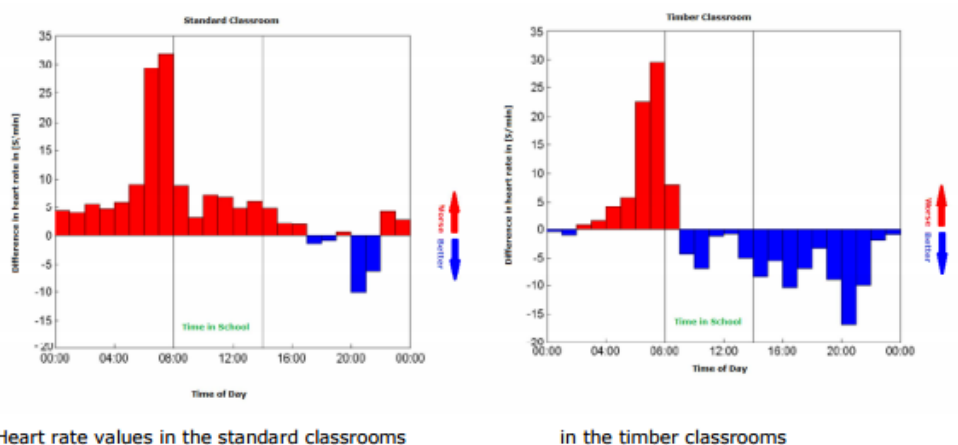 Standard Classroom
35
30
25
20
15
10
5
0
-5
-10
-15
-20
Difference in heart rate in [S/min]
Worse
Better
Time in School
00:00 04:00 08:00 12:00 16:00 20:00 00:00
Time of Day
Timber Classroom
35
30
25
20
15
10
5
0
-5
-10
-15
-20
Difference in heart rate in [S/min]
Worse
Better
Time in School
00:00 04:00 08:00 12:00 16:00 20:00 00:00
Time of Day
Heart rate values in the standard classrooms
in the timber classrooms